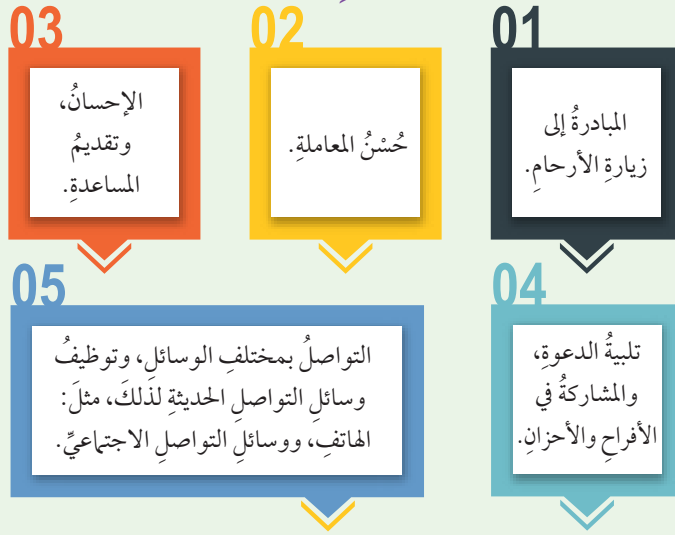 01
المبادرةُ إلى
زيارةِ الأرحامِ.
02
حُسْنُ المعاملةِ.
03
الإحسانُ،
وتقديمُ
المساعدةِ.
04
تلبيةُ الدعوةِ،
والمشاركةُ في
الأفراحِ والأحزانِ.
05
التواصلُ بمختلفِ الوسائلِ، وتوظيفُ
وسائلِ التواصلِ الحديثةِ لذلكَ، مثلَ:
الهاتفِ، ووسائلِ التواصلِ الاجتماعيِّ.